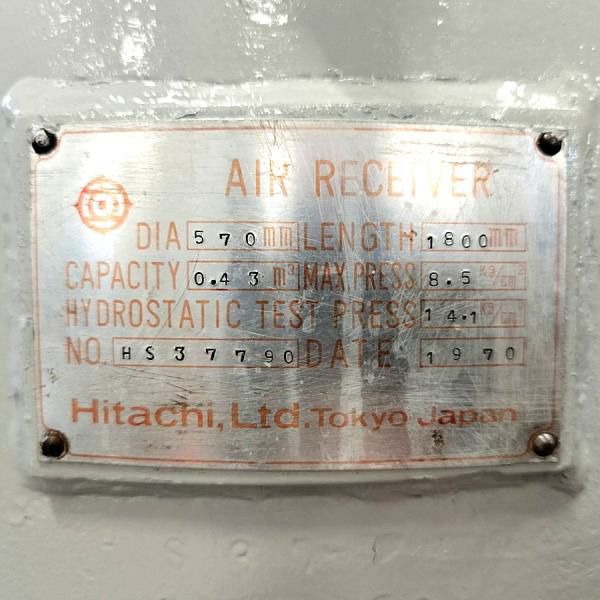 AIR RECEIVER
DIA 570 mm LENGTH 1800 mm
CAPACITY 0.43 m³ MAX.PRESS 8.5 Kg/cm²
HYDROSTATIC TEST PRESS 14.1 Kg/cm²
NO. HS37790 DATE 1970
Hitachi, Ltd. Tokyo Japan